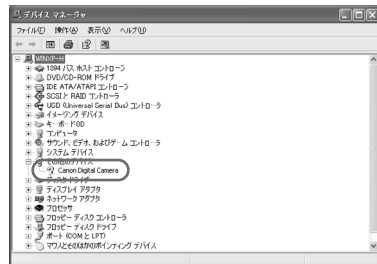 デバイス マネージャ
ファイル(F) 操作(A) 表示(V) ヘルプ(H)
WINXP-H
1394 バス ホスト コントローラ
DVD/CD-ROM ドライブ
IDE ATA/ATAPI コントローラ
SCSI と RAID コントローラ
USB (Universal Serial Bus) コントローラ
イメージング デバイス
キーボード
コンピュータ
サウンド、ビデオ、およびゲーム コントローラ
システム デバイス
その他のデバイス
Canon Digital Camera
ディスク ドライブ
ディスプレイ アダプタ
ネットワーク アダプタ
プロセッサ
フロッピー ディスク コントローラ
フロッピー ディスク ドライブ
ポート (COM と LPT)
マウスとそのほかのポインティング デバイス